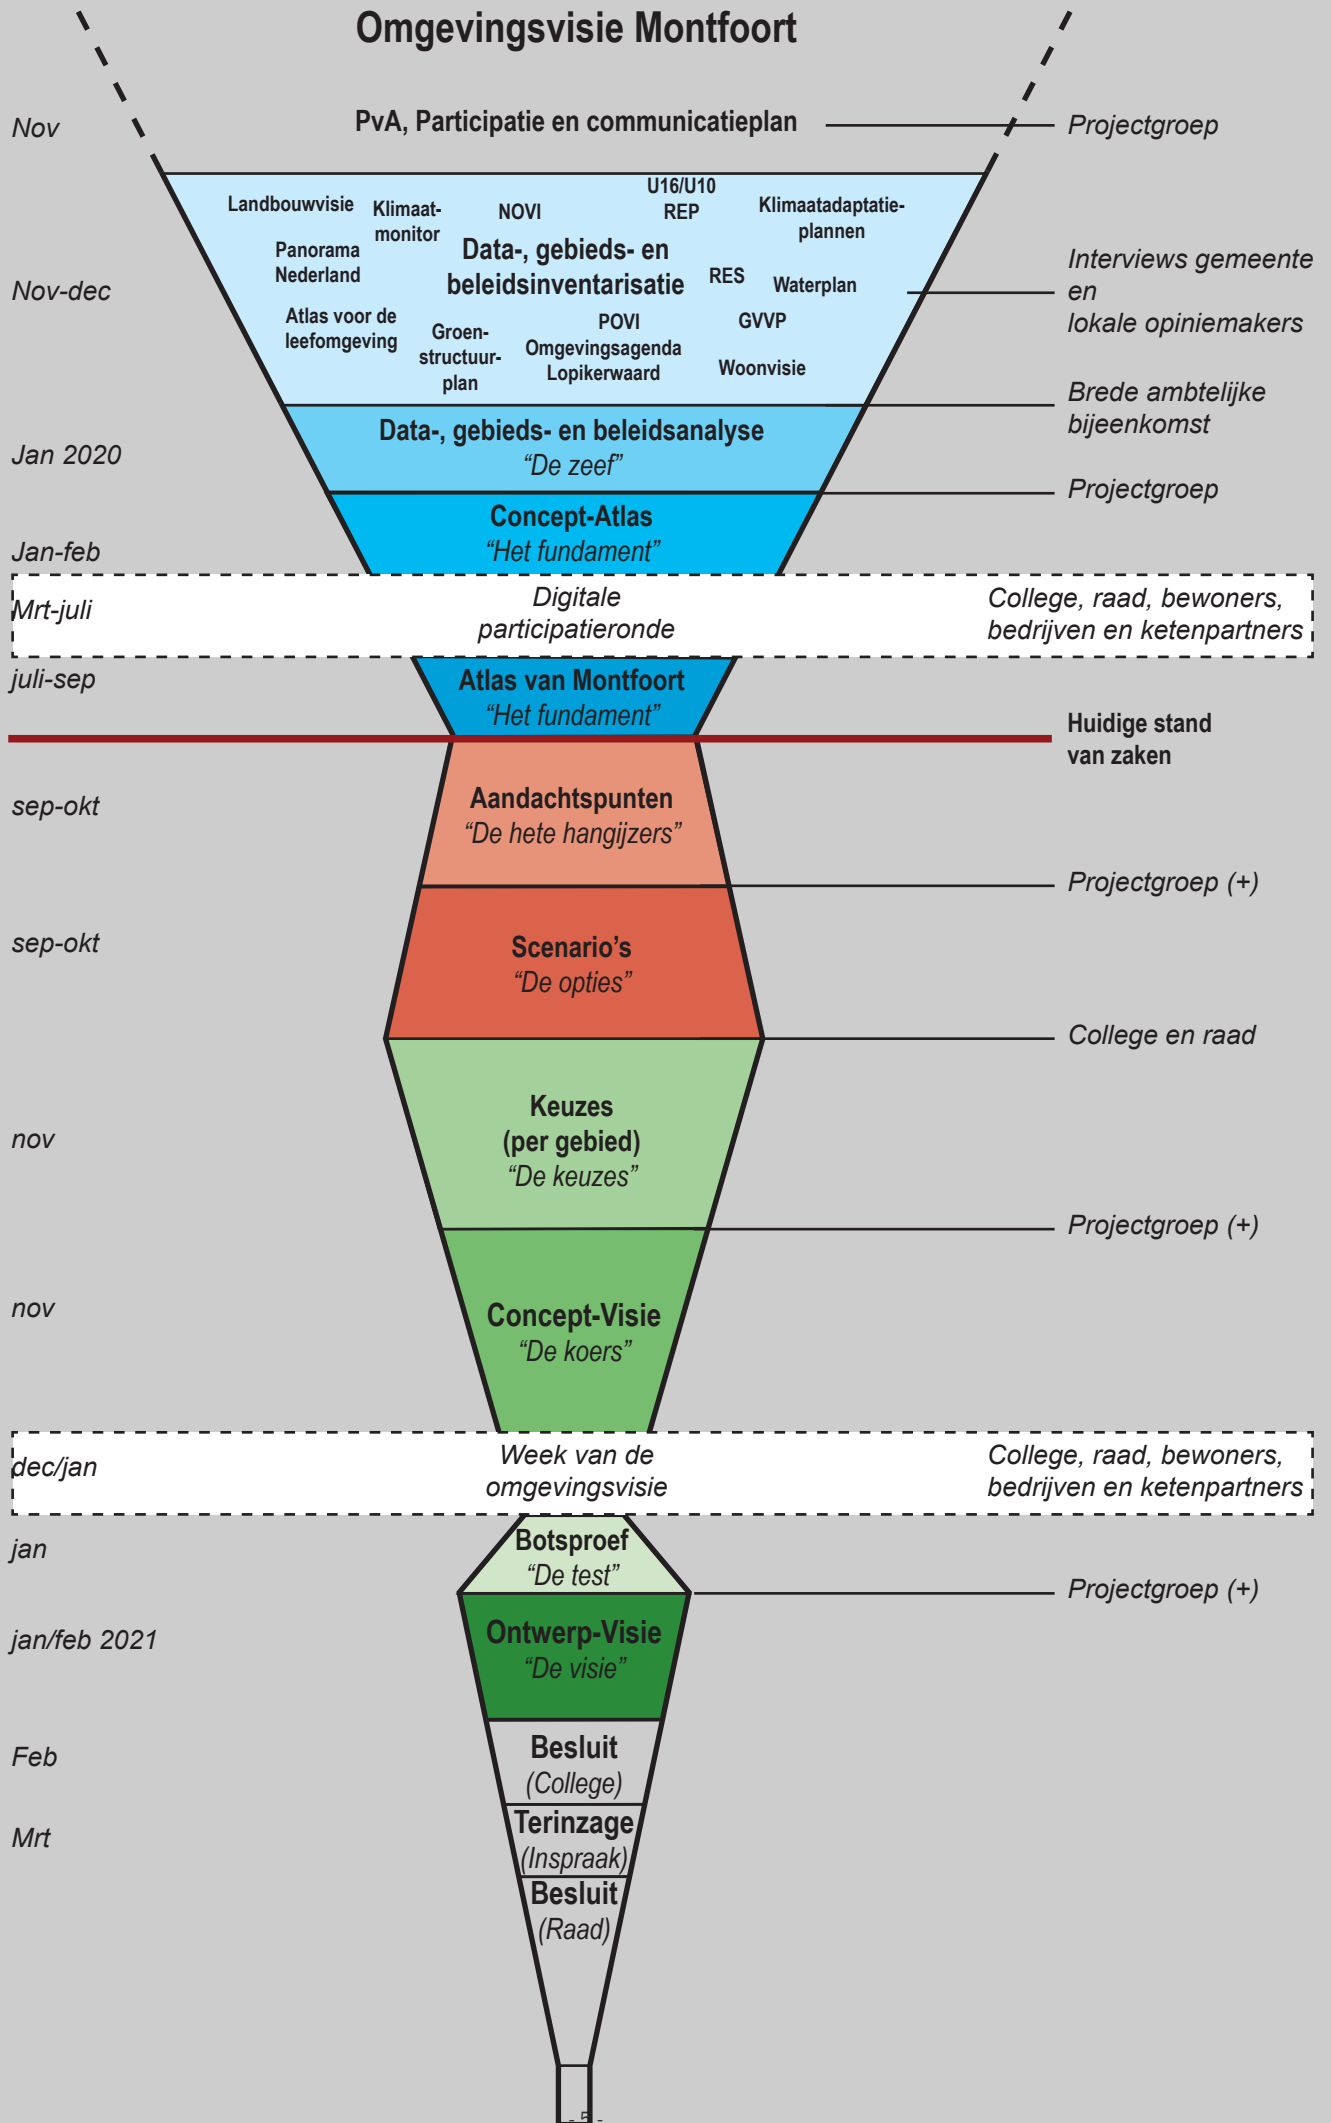 Omgevingsvisie Montfoort
Nov
PvA, Participatie en communicatieplan
Projectgroep
Landbouwvisie
Klimaat-
monitor
NOVI
U16/U10
REP
Klimaatadaptatie-
plannen
Panorama
Nederland
Data-, gebieds- en
beleidsinventarisatie
RES
Waterplan
Nov-dec
Interviews gemeente
en
lokale opiniemakers
Atlas voor de
leefomgeving
Groen-
structuur-
plan
POVI
Omgevingsagenda
Lopikerwaard
GVVP
Woonvisie
Brede ambtelijke
bijeenkomst
Jan 2020
Data-, gebieds- en beleidsanalyse
“De zeef”
Projectgroep
Jan-feb
Concept-Atlas
“Het fundament”
Mrt-juli
Digitale
participatieronde
College, raad, bewoners,
bedrijven en ketenpartners
juli-sep
Atlas van Montfoort
“Het fundament”
Huidige stand
van zaken
sep-okt
Aandachtspunten
“De hete hangijzers”
Projectgroep (+)
sep-okt
Scenario’s
“De opties”
College en raad
nov
Keuzes
(per gebied)
“De keuzes”
Projectgroep (+)
nov
Concept-Visie
“De koers”
dec/jan
Week van de
omgevingsvisie
College, raad, bewoners,
bedrijven en ketenpartners
jan
Botsproef
“De test”
Projectgroep (+)
jan/feb 2021
Ontwerp-Visie
“De visie”
Feb
Besluit
(College)
Mrt
Terinzage
(Inspraak)
Besluit
(Raad)